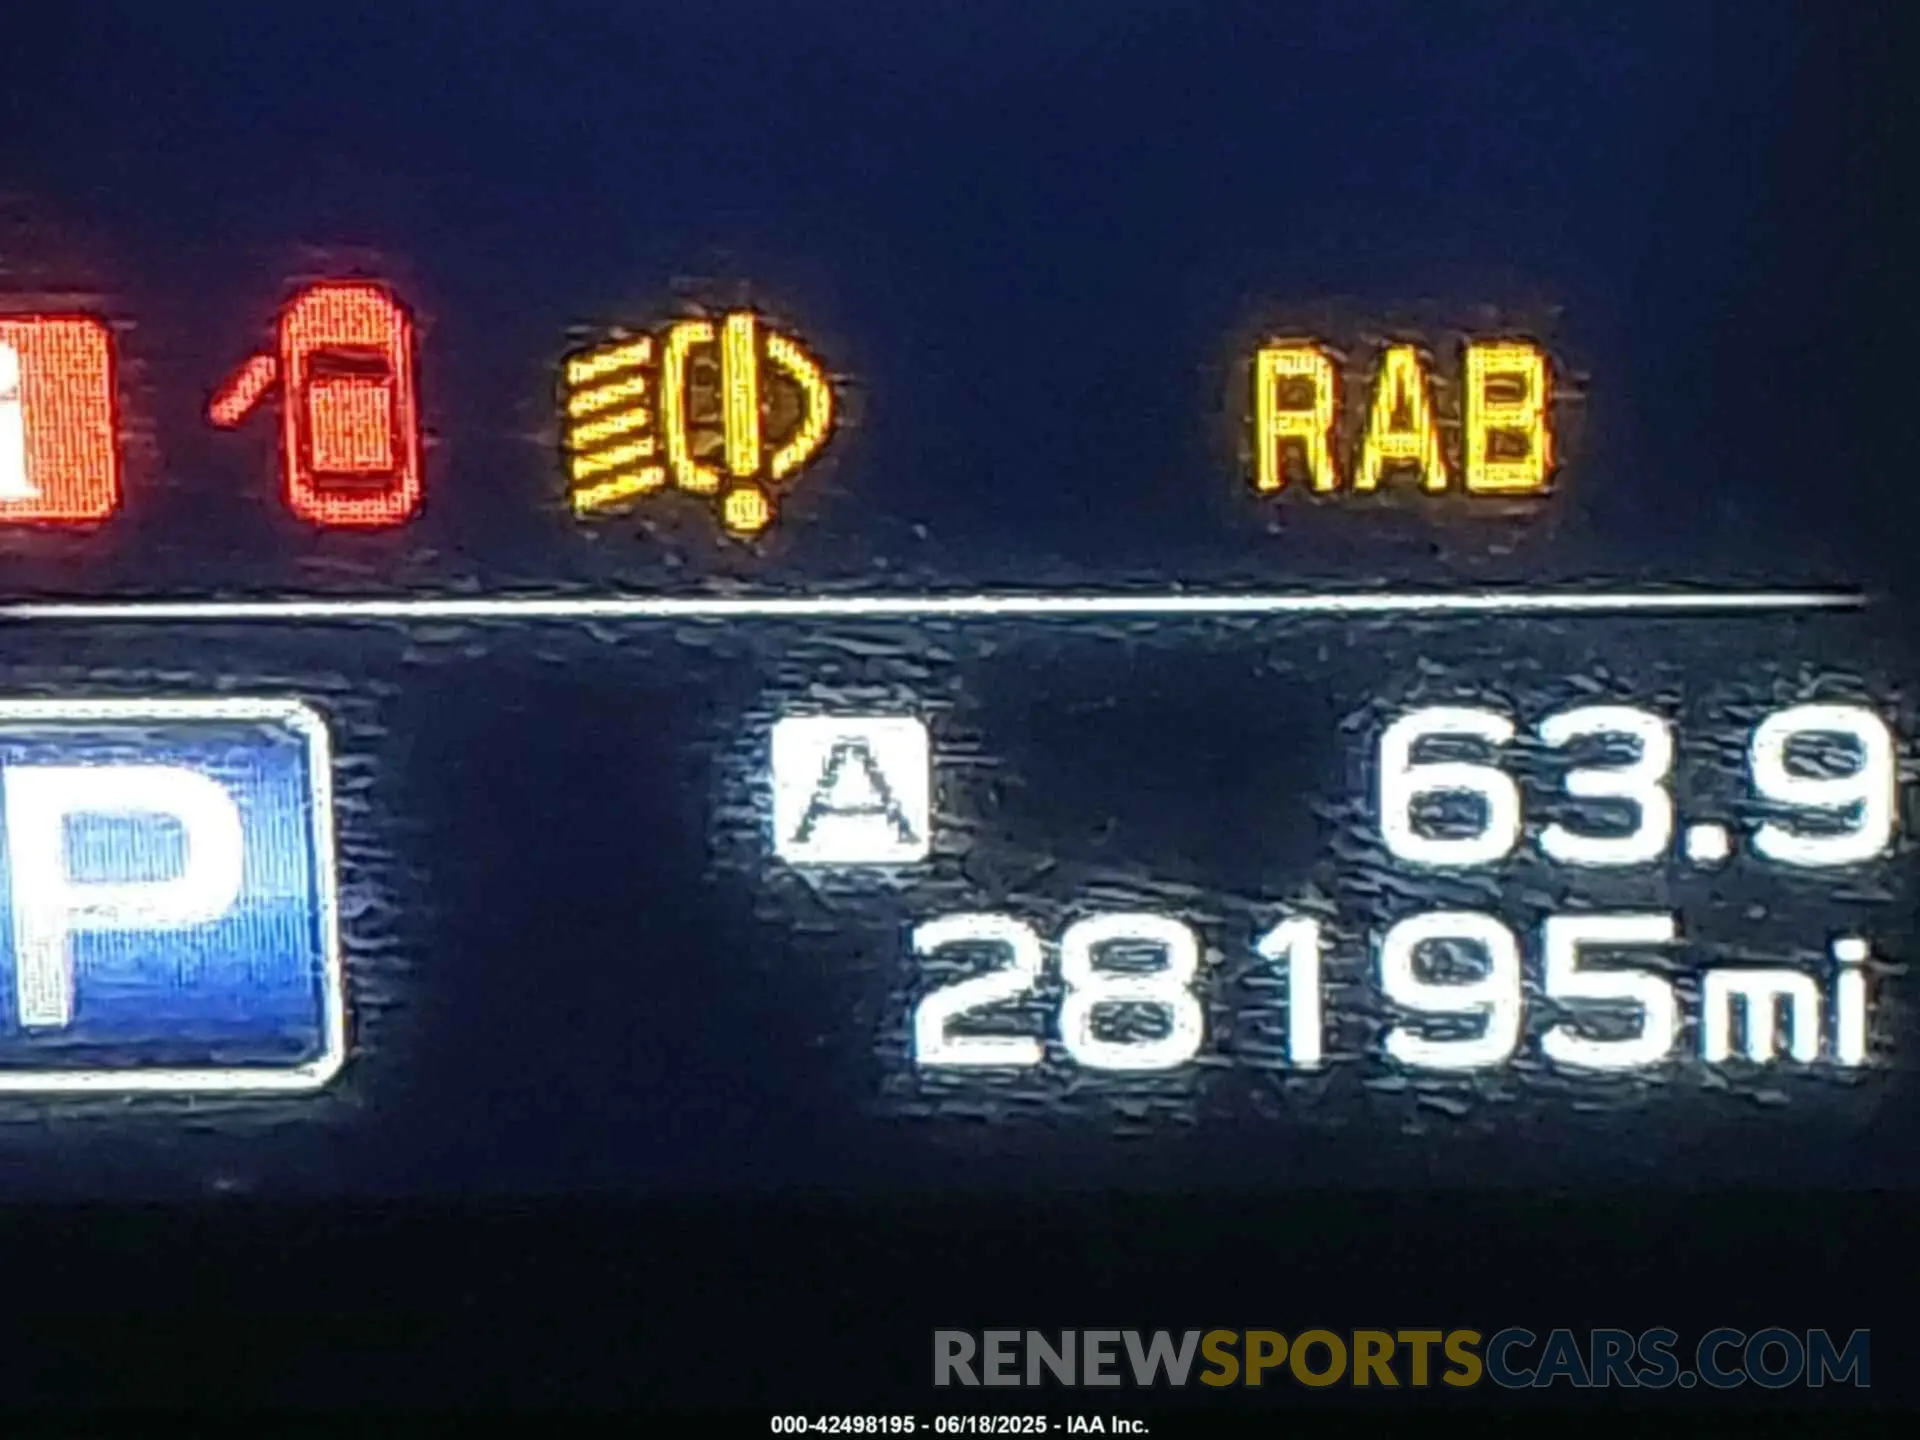 i
RAB
P
A 63.9
28195mi
RENEWSPORTSCARS.COM
000-42498195 - 06/18/2025 - IAA Inc.